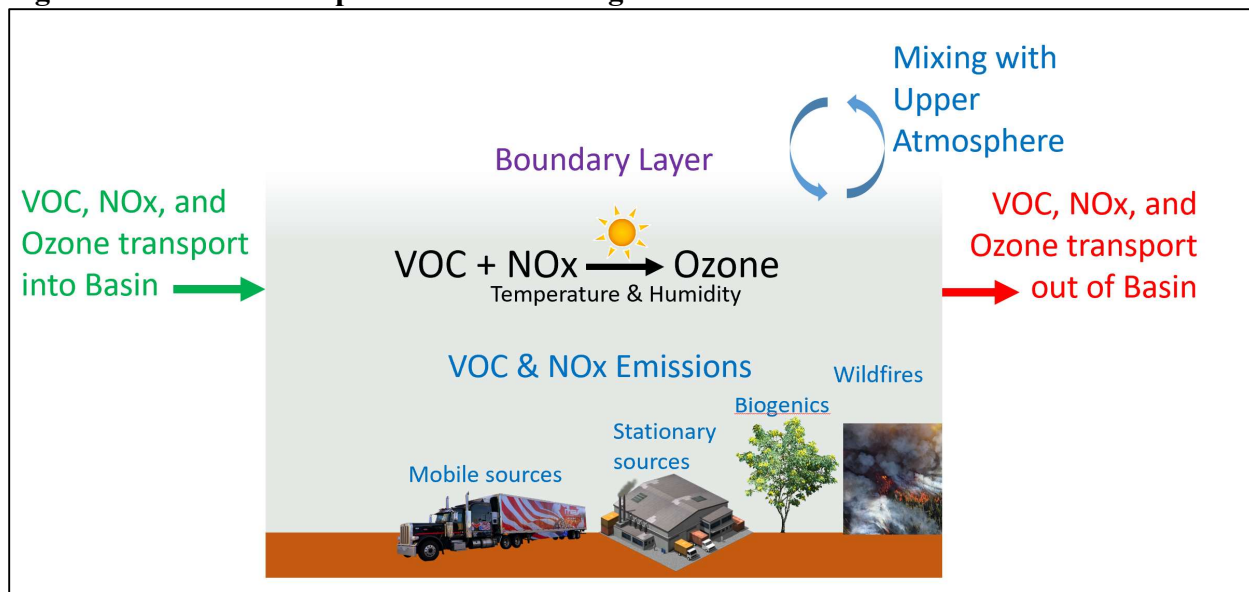 Mixing with
Upper
Atmosphere
Boundary Layer
VOC, NOx, and
Ozone transport
into Basin
VOC + NOx Ozone
Temperature & Humidity
VOC, NOx, and
Ozone transport
out of Basin
VOC & NOx Emissions
Wildfires
Biogenics
Stationary
sources
Mobile sources